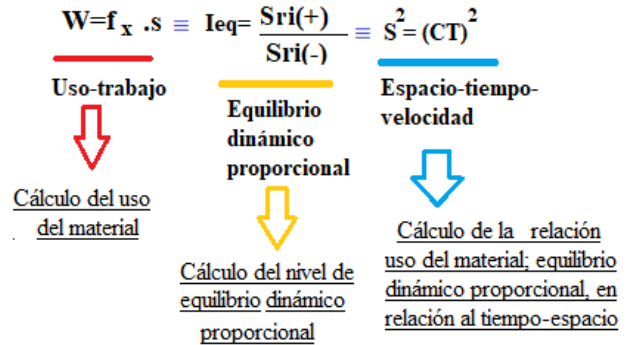 W=f x .s ≡ Ieq= Sri(+) / Sri(-) ≡ S²= (CT)²
Uso-trabajo
Equilibrio
dinámico
proporcional
Espacio-tiempo-
velocidad
Cálculo del uso
del material
.
Cálculo del nivel de
equilibrio dinámico
proporcional
Cálculo de la relación
uso del material; equilibrio
dinámico proporcional, en
relación al tiempo-espacio